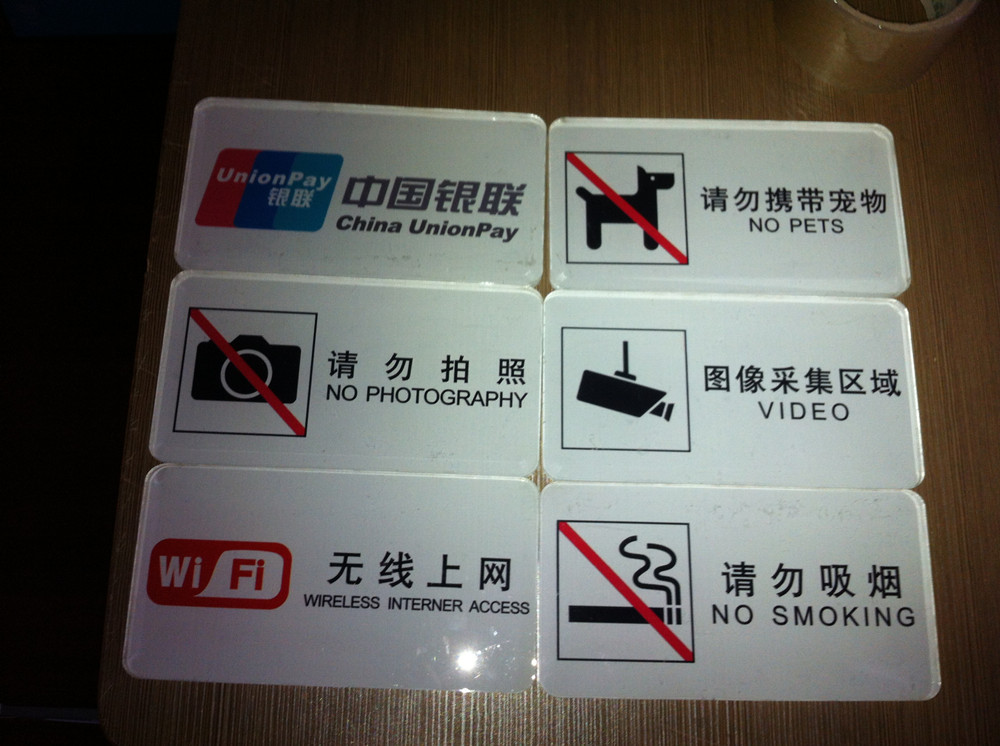 UnionPay
银联
中国银联
China UnionPay
请勿携带宠物
NO PETS
请勿拍照
NO PHOTOGRAPHY
图像采集区域
VIDEO
Wi Fi
无线上网
WIRELESS INTERNER ACCESS
请勿吸烟
NO SMOKING